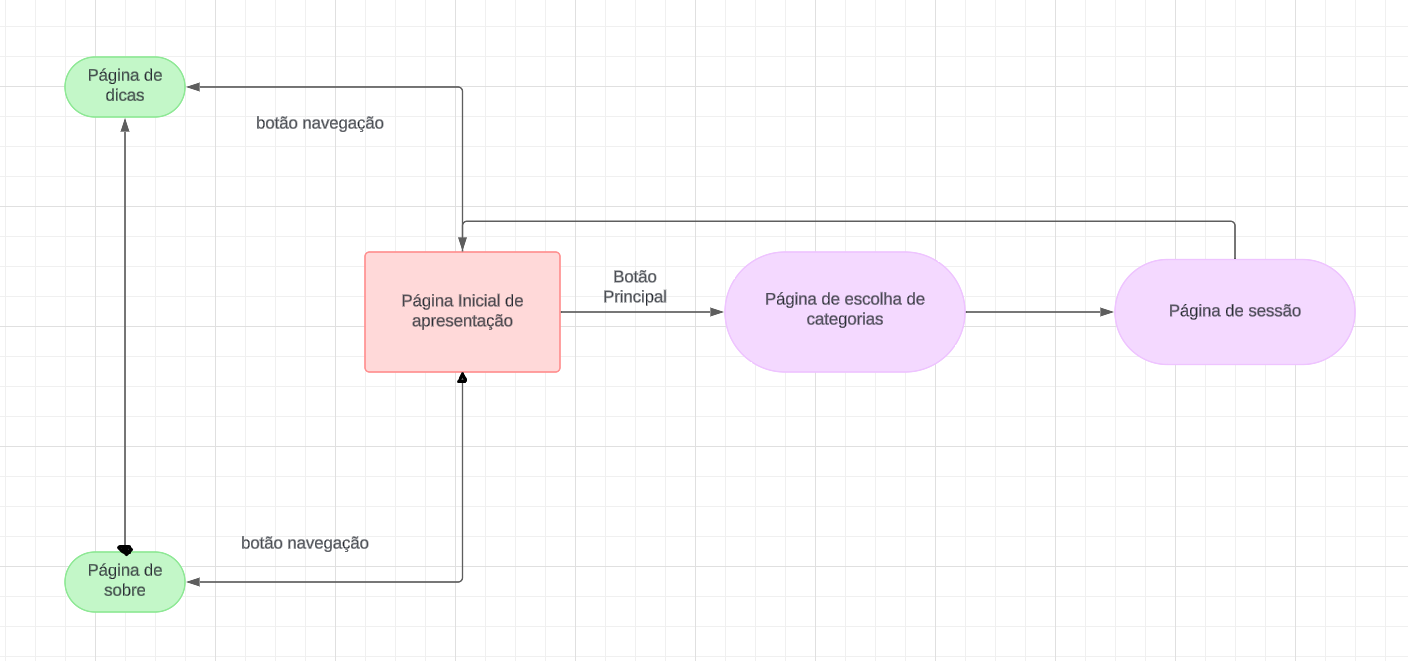 Página de
dicas
botão navegação
Página Inicial de
apresentação
Botão
Principal
Página de escolha de
categorias
Página de sessão
botão navegação
Página de
sobre